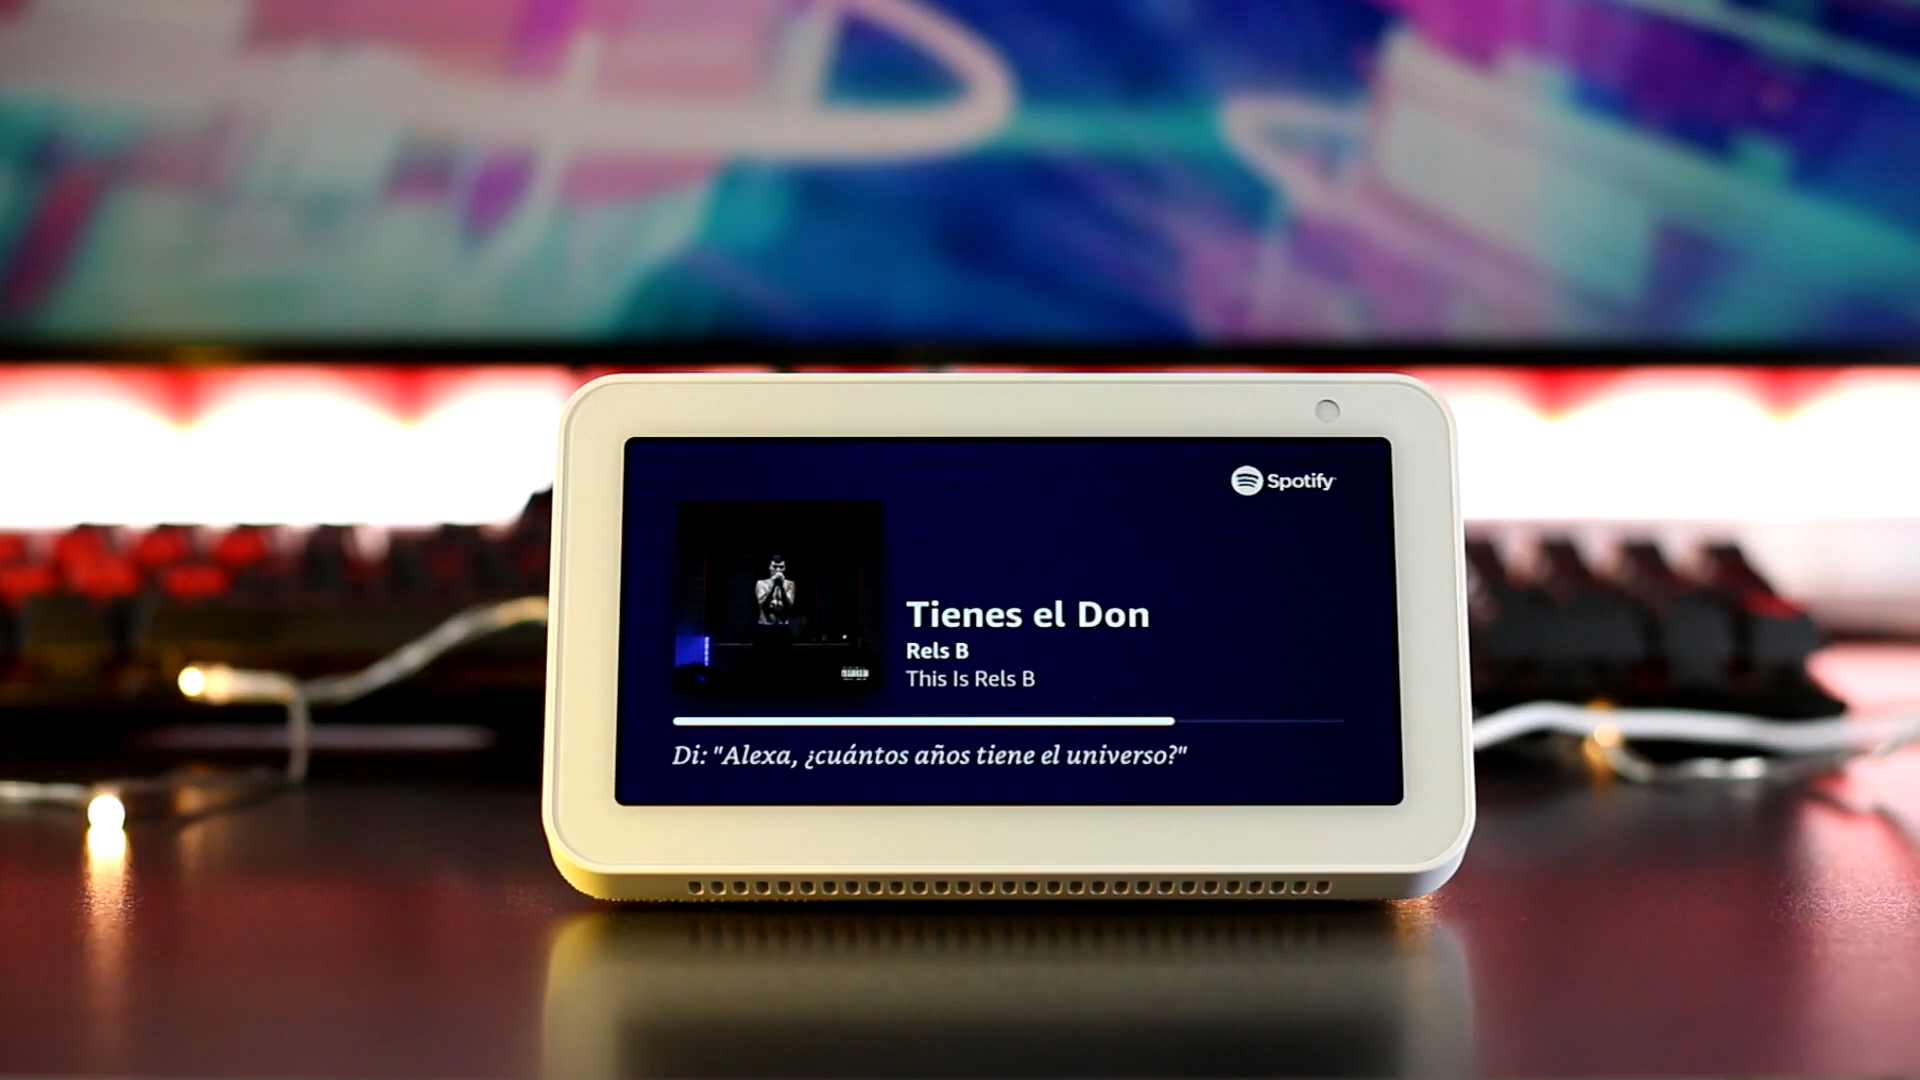 Spotify
Tienes el Don
Rels B
This Is Rels B
Di: "Alexa, ¿cuántos años tiene el universo?"